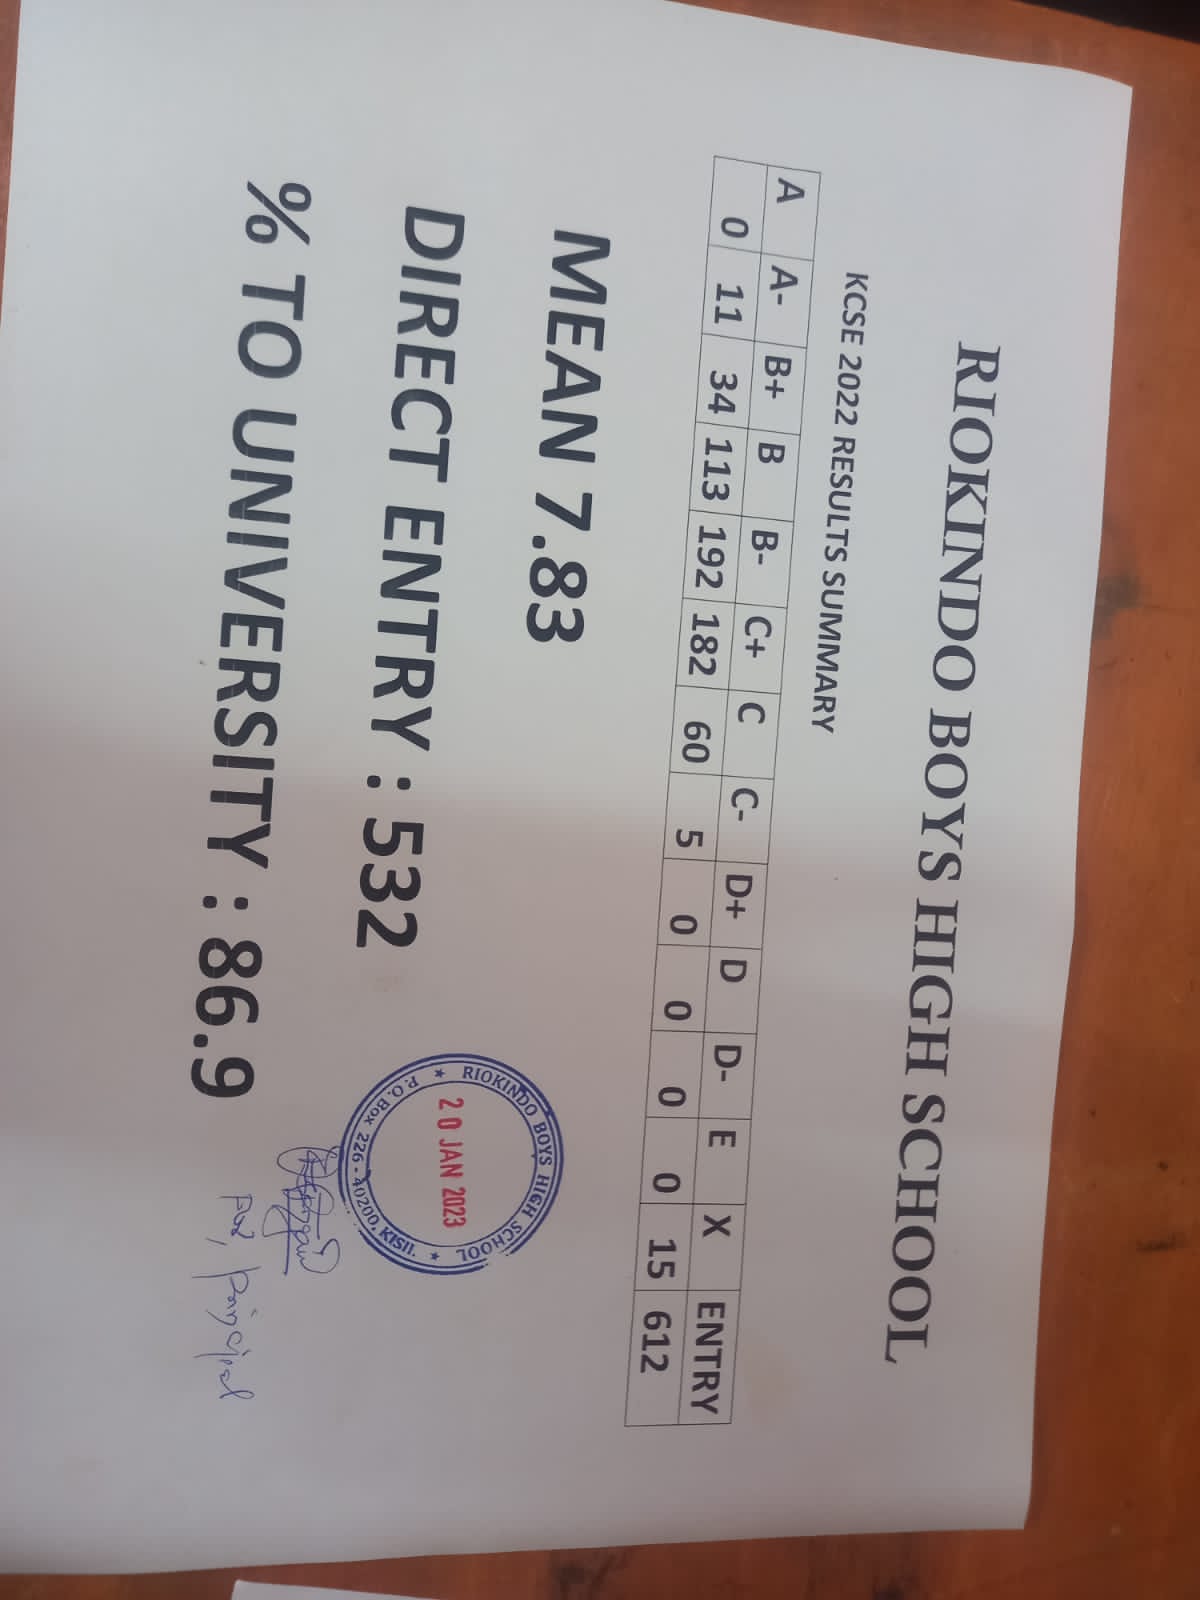 RIOKINDO BOYS HIGH SCHOOL
KCSE 2022 RESULTS SUMMARY
A A- B+ B B- C+ C C- D+ D D- E X ENTRY
0 11 34 113 192 182 60 5 0 0 0 0 15 612
MEAN 7.83
DIRECT ENTRY : 532
% TO UNIVERSITY : 86.9
RIOKINDO BOYS HIGH SCHOOL
20 JAN 2023
★ P.O. Box 226 - 40200, KISII. ★
For, Principal